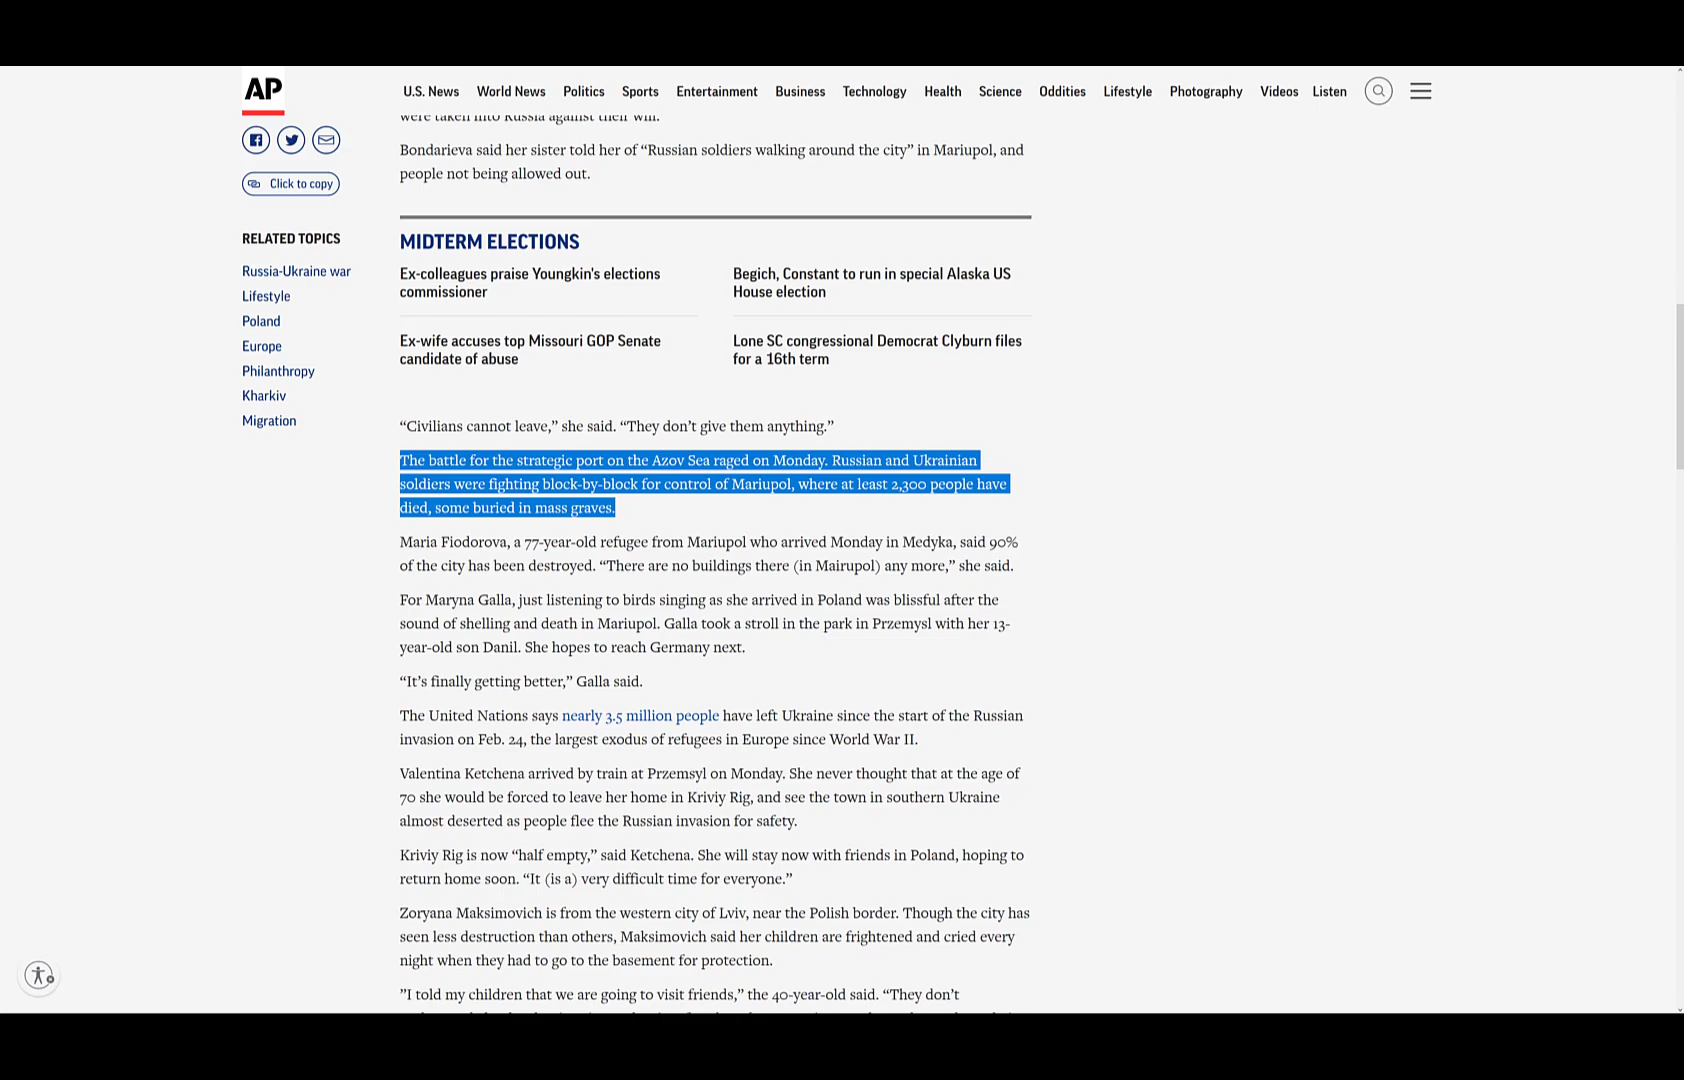 AP
U.S. News World News Politics Sports Entertainment Business Technology Health Science Oddities Lifestyle Photography Videos Listen
Click to copy
RELATED TOPICS
Russia-Ukraine war
Lifestyle
Poland
Europe
Philanthropy
Kharkiv
Migration
were taken into Russia against their will.
Bondarieva said her sister told her of “Russian soldiers walking around the city” in Mariupol, and
people not being allowed out.
MIDTERM ELECTIONS
Ex-colleagues praise Youngkin's elections
commissioner
Begich, Constant to run in special Alaska US
House election
Ex-wife accuses top Missouri GOP Senate
candidate of abuse
Lone SC congressional Democrat Clyburn files
for a 16th term
“Civilians cannot leave,” she said. “They don’t give them anything.”
The battle for the strategic port on the Azov Sea raged on Monday. Russian and Ukrainian
soldiers were fighting block-by-block for control of Mariupol, where at least 2,300 people have
died, some buried in mass graves.
Maria Fiodorova, a 77-year-old refugee from Mariupol who arrived Monday in Medyka, said 90%
of the city has been destroyed. “There are no buildings there (in Mairupol) any more,” she said.
For Maryna Galla, just listening to birds singing as she arrived in Poland was blissful after the
sound of shelling and death in Mariupol. Galla took a stroll in the park in Przemysl with her 13-
year-old son Danil. She hopes to reach Germany next.
“It’s finally getting better,” Galla said.
The United Nations says nearly 3.5 million people have left Ukraine since the start of the Russian
invasion on Feb. 24, the largest exodus of refugees in Europe since World War II.
Valentina Ketchena arrived by train at Przemsyl on Monday. She never thought that at the age of
70 she would be forced to leave her home in Kriviy Rig, and see the town in southern Ukraine
almost deserted as people flee the Russian invasion for safety.
Kriviy Rig is now “half empty,” said Ketchena. She will stay now with friends in Poland, hoping to
return home soon. “It (is a) very difficult time for everyone.”
Zoryana Maksimovich is from the western city of Lviv, near the Polish border. Though the city has
seen less destruction than others, Maksimovich said her children are frightened and cried every
night when they had to go to the basement for protection.
”I told my children that we are going to visit friends,” the 40-year-old said. “They don’t